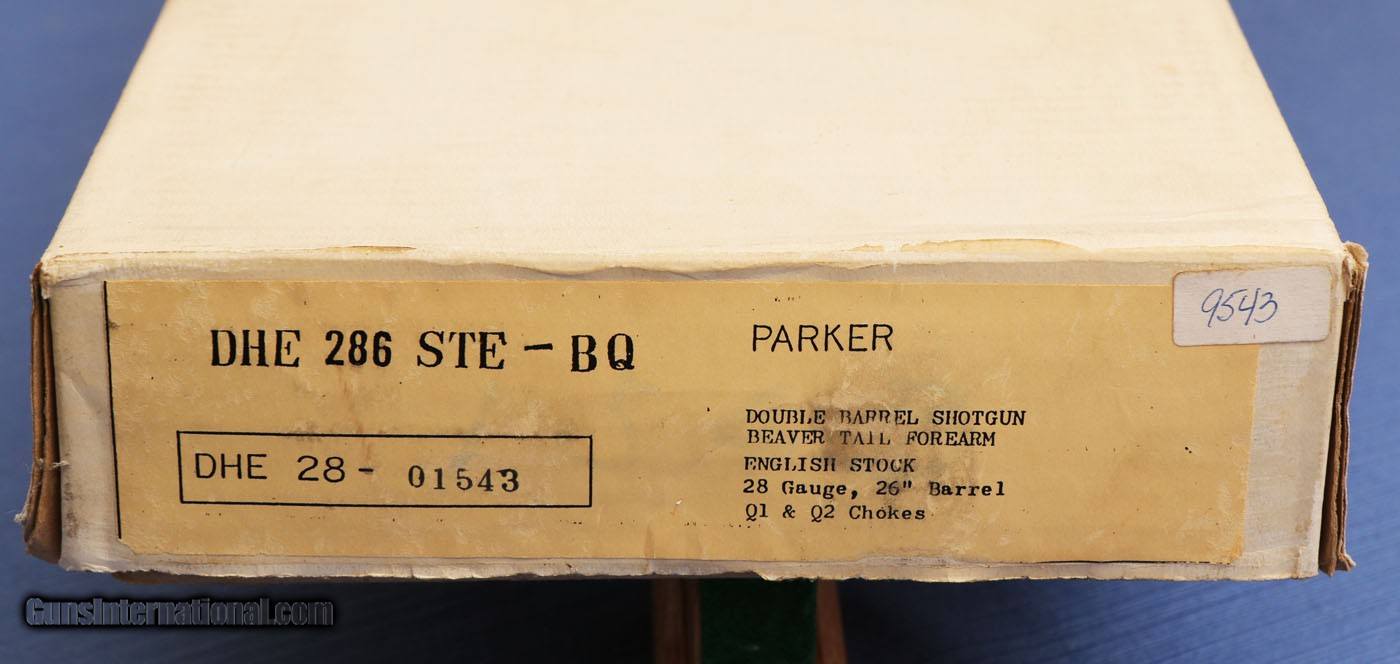 DHE 286 STE - BQ
PARKER
9543
DHE 28 - 01543
DOUBLE BARREL SHOTGUN
BEAVER TAIL FOREARM
ENGLISH STOCK
28 Gauge, 26" Barrel
Q1 & Q2 Chokes
GunsInternational.com